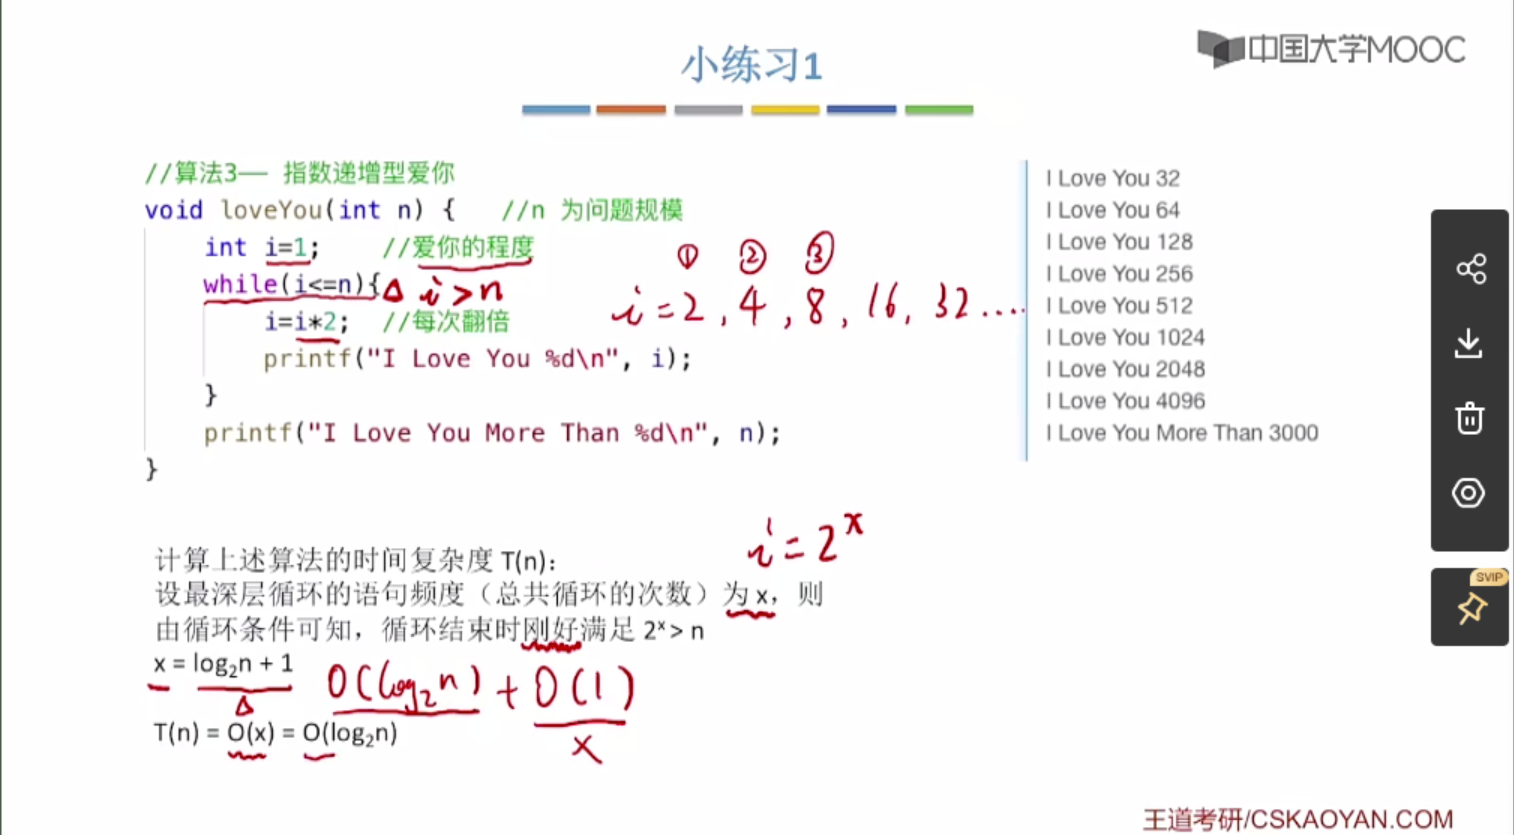 小练习1
中国大学MOOC
//算法3—— 指数递增型爱你
void loveYou(int n) {   //n 为问题规模
int i=1;   //爱你的程度
while(i<=n){ i>n
i=i*2;   //每次翻倍
printf("I Love You %d\n", i);
}
printf("I Love You More Than %d\n", n);
}
① ② ③
i=2,4,8,16,32....
I Love You 32
I Love You 64
I Love You 128
I Love You 256
I Love You 512
I Love You 1024
I Love You 2048
I Love You 4096
I Love You More Than 3000
SVIP
i=2ˣ
计算上述算法的时间复杂度 T(n)：
设最深层循环的语句频度（总共循环的次数）为 x，则
由循环条件可知，循环结束时刚好满足 2ˣ > n
x = log₂n + 1
O(log₂n) + O(1)
x
T(n) = O(x) = O(log₂n)
王道考研/CSKAOYAN.COM